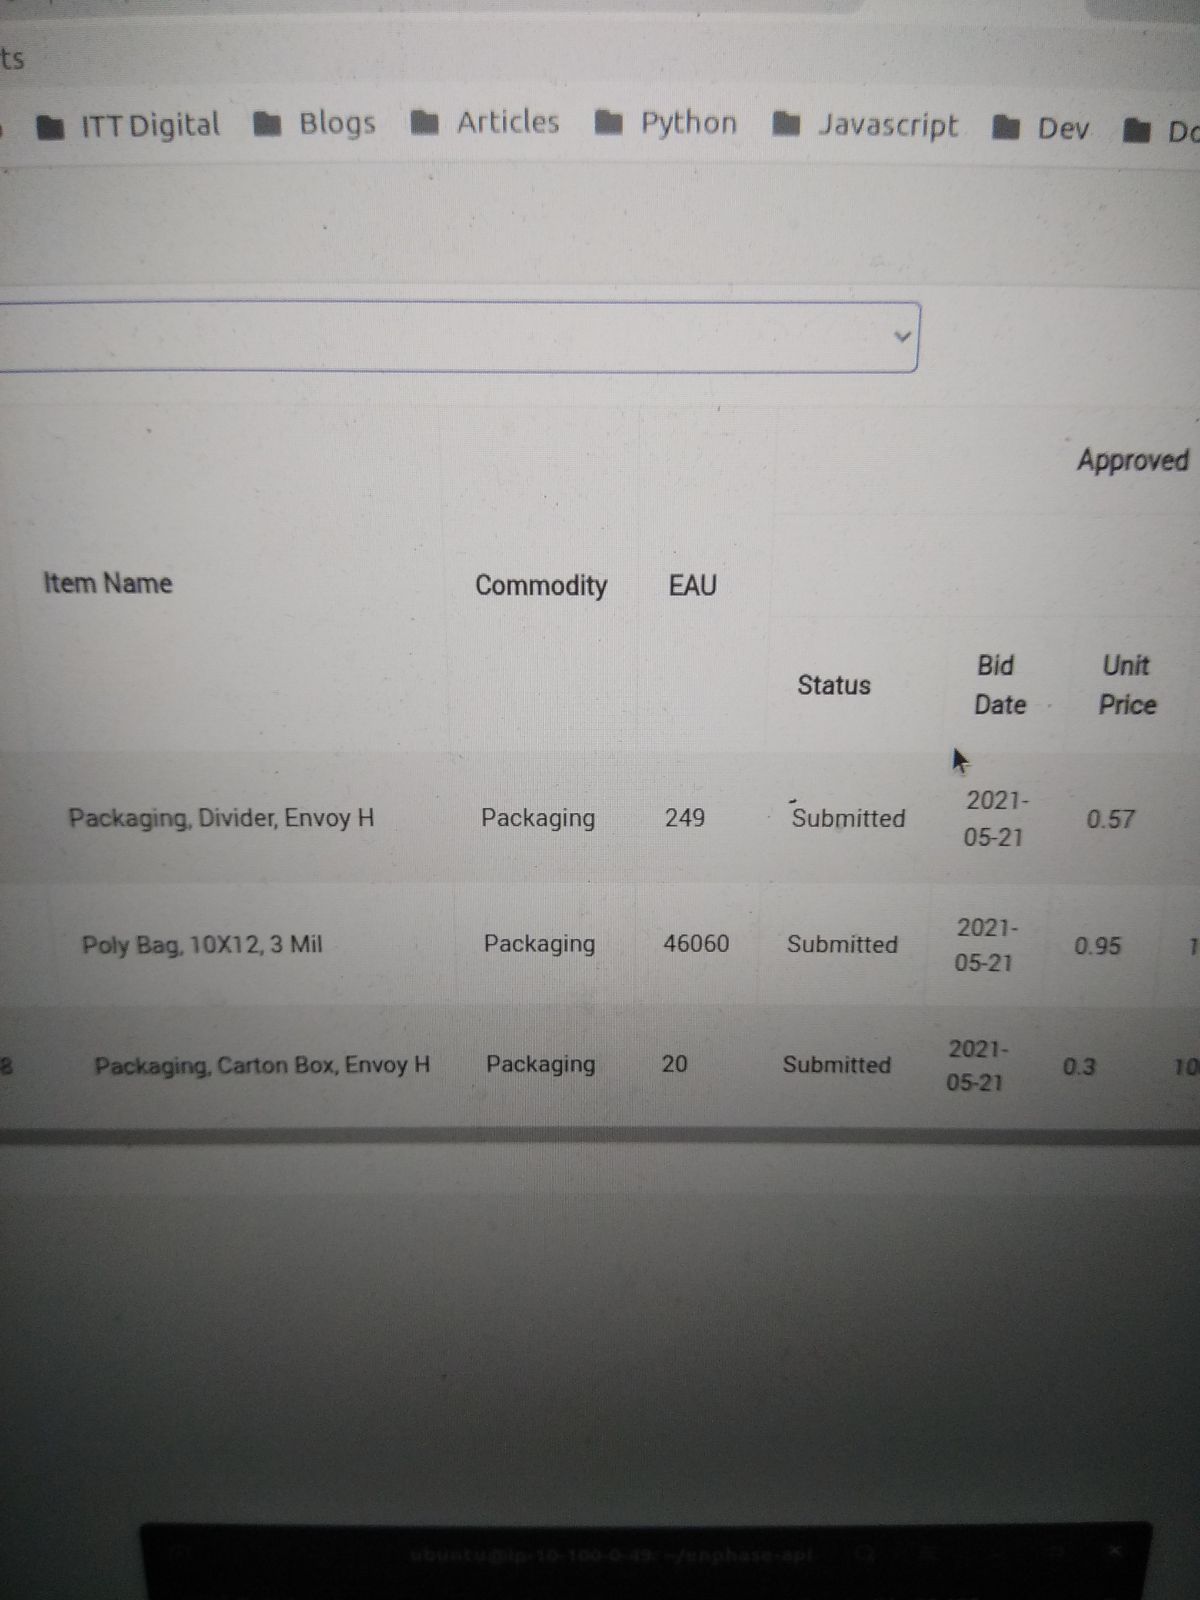 ts
ITT Digital Blogs Articles Python Javascript Dev Do
Approved
Item Name Commodity EAU
Status Bid Date Unit Price
Packaging, Divider, Envoy H Packaging 249 Submitted 2021-05-21 0.57
Poly Bag, 10X12, 3 Mil Packaging 46060 Submitted 2021-05-21 0.95 1
8 Packaging, Carton Box, Envoy H Packaging 20 Submitted 2021-05-21 0.3 10
ubuntu@ip-10-100-0-49: ~/enphase-api